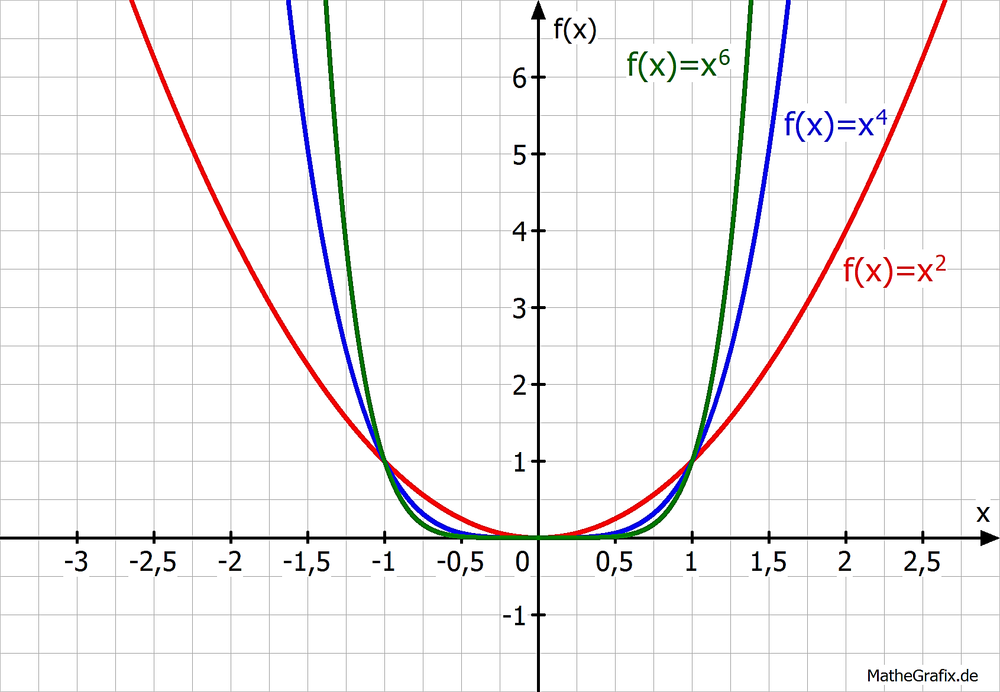 f(x)
f(x)=x⁶
6
f(x)=x⁴
5
4
f(x)=x²
3
2
1
x
-3 -2,5 -2 -1,5 -1 -0,5 0 0,5 1 1,5 2 2,5
-1
MatheGrafix.de